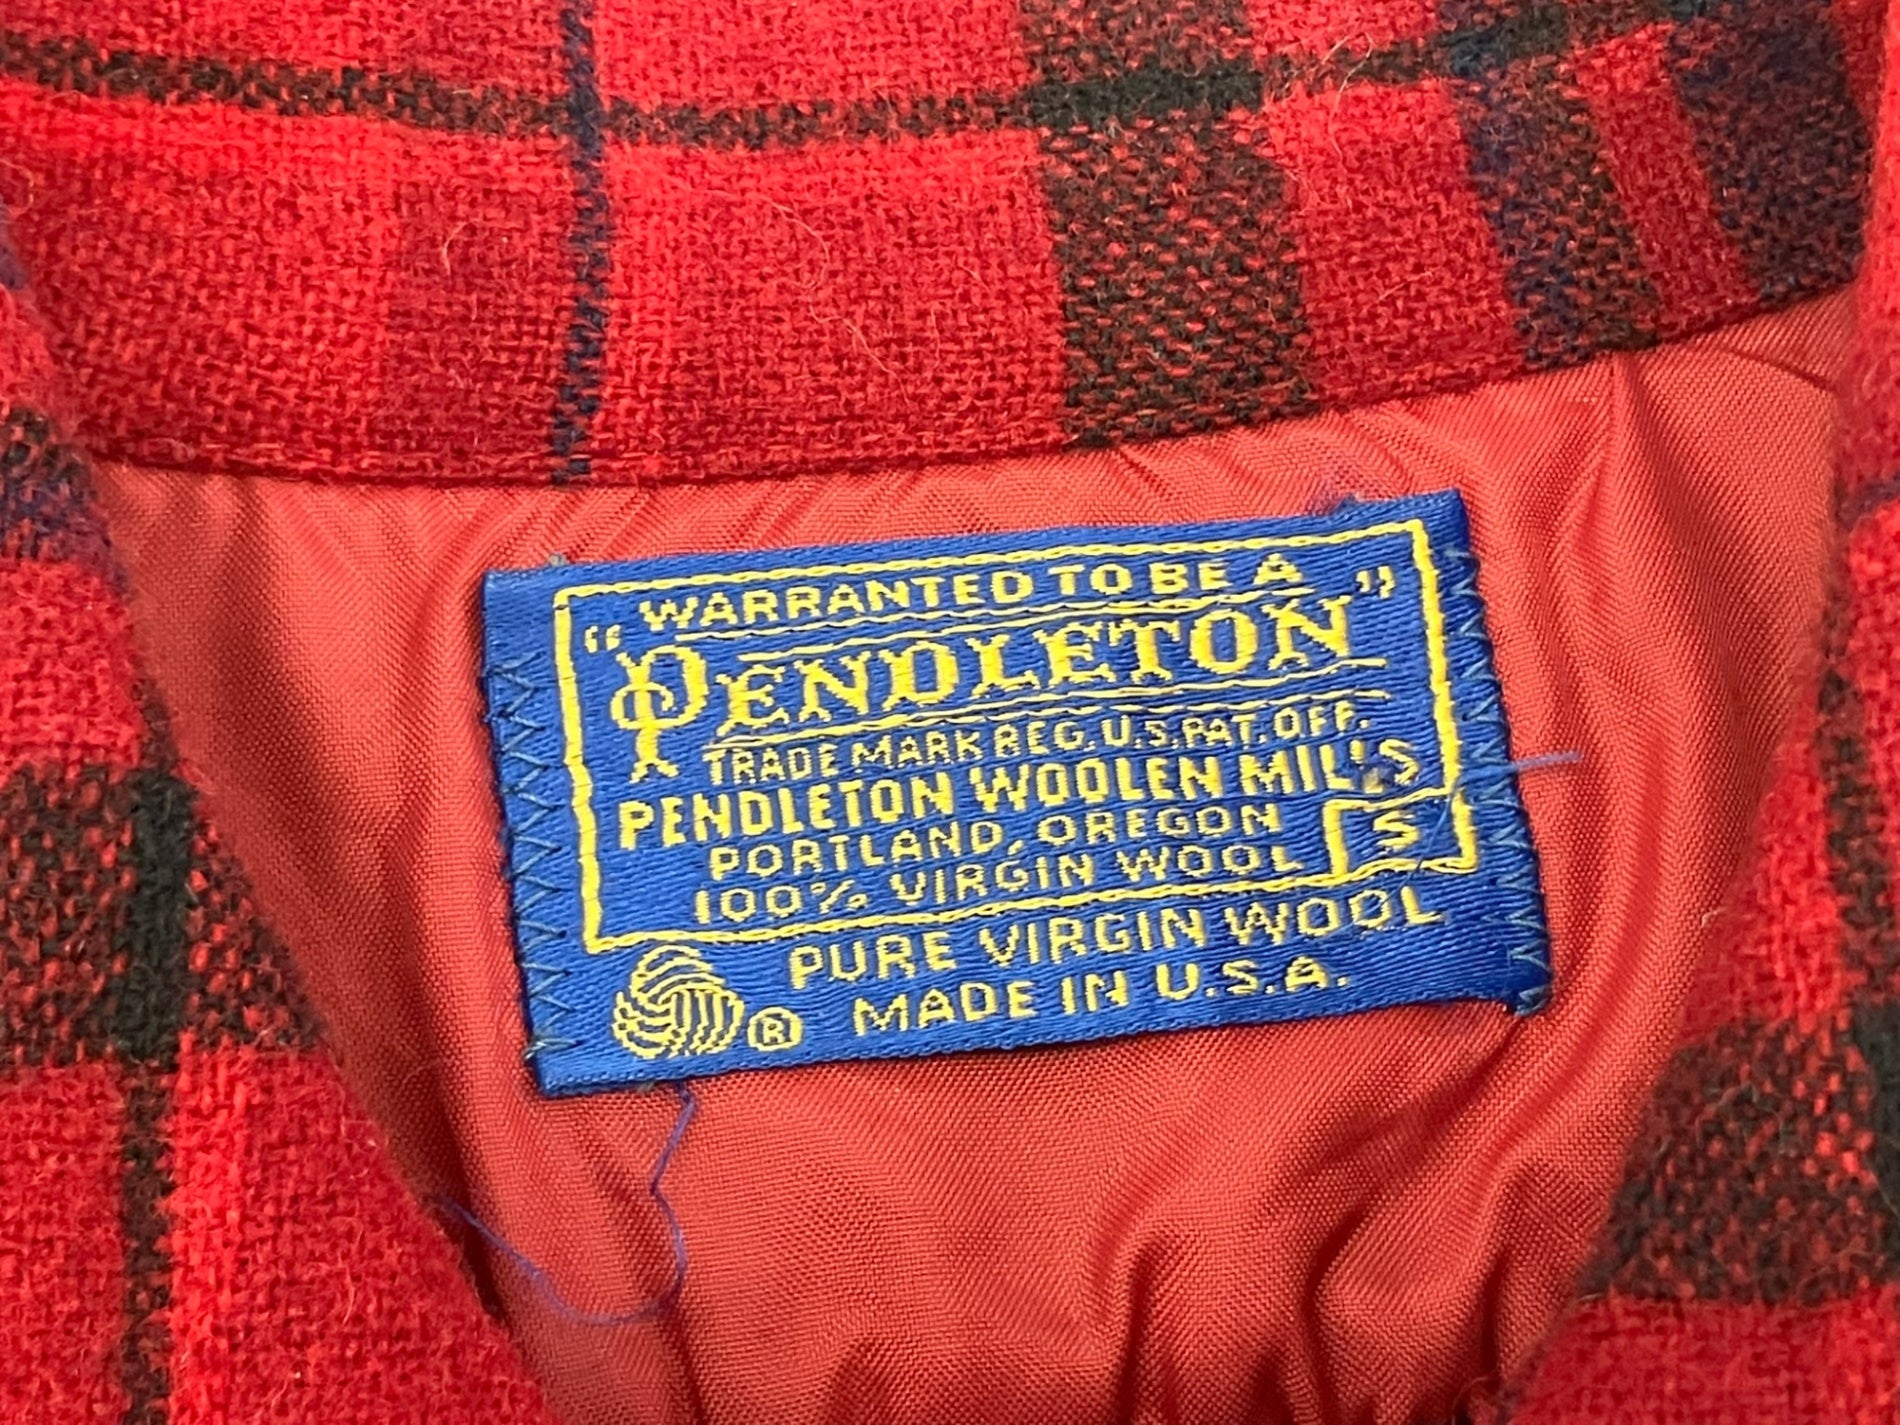 WARRANTED TO BE A
"PENDLETON"
TRADE MARK REG. U.S. PAT. OFF.
PENDLETON WOOLEN MILLS
PORTLAND, OREGON
100% VIRGIN WOOL S
PURE VIRGIN WOOL
® MADE IN U.S.A.